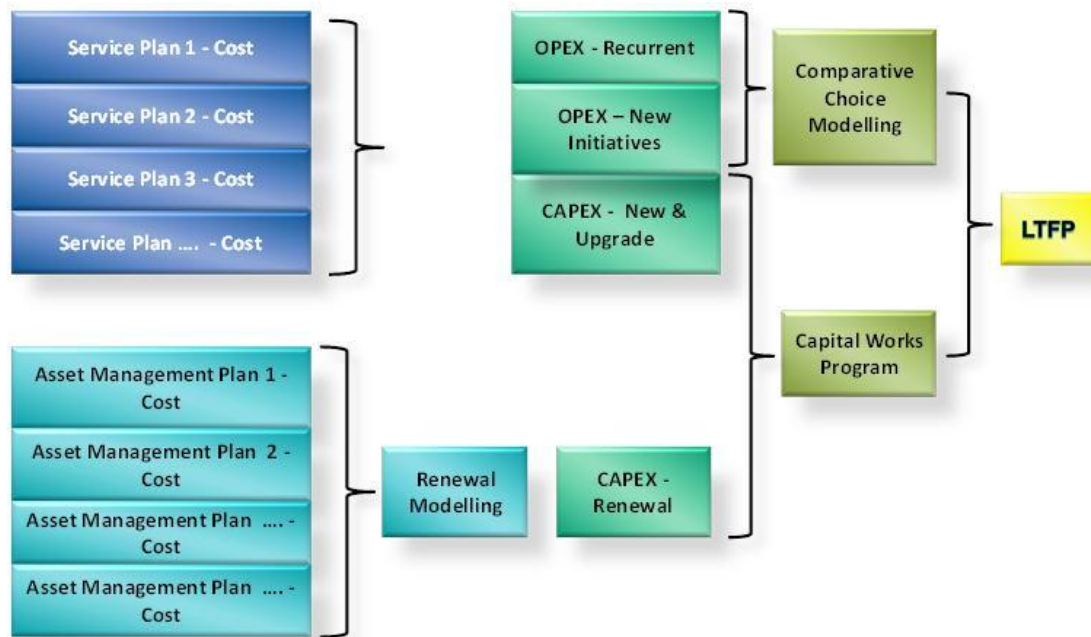 Service Plan 1 - Cost
Service Plan 2 - Cost
Service Plan 3 - Cost
Service Plan .... - Cost
OPEX - Recurrent
OPEX – New
Initiatives
CAPEX -  New &
Upgrade
Comparative
Choice
Modelling
LTFP
Capital Works
Program
Asset Management Plan 1 -
Cost
Asset Management Plan  2 -
Cost
Asset Management Plan  .... -
Cost
Asset Management Plan  .... -
Cost
Renewal
Modelling
CAPEX -
Renewal